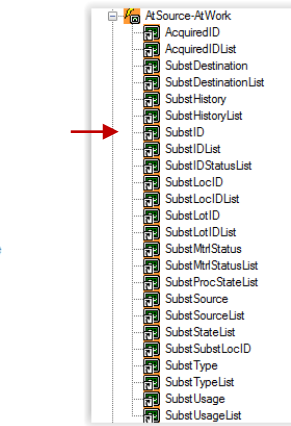 AtSource-AtWork
AcquiredID
AcquiredIDList
SubstDestination
SubstDestinationList
SubstHistory
SubstHistoryList
SubstID
SubstIDList
SubstIDStatusList
SubstLocID
SubstLocIDList
SubstLotID
SubstLotIDList
SubstMtrlStatus
SubstMtrlStatusList
SubstProcStateList
SubstSource
SubstSourceList
SubstStateList
SubstSubstLocID
SubstType
SubstTypeList
SubstUsage
SubstUsageList